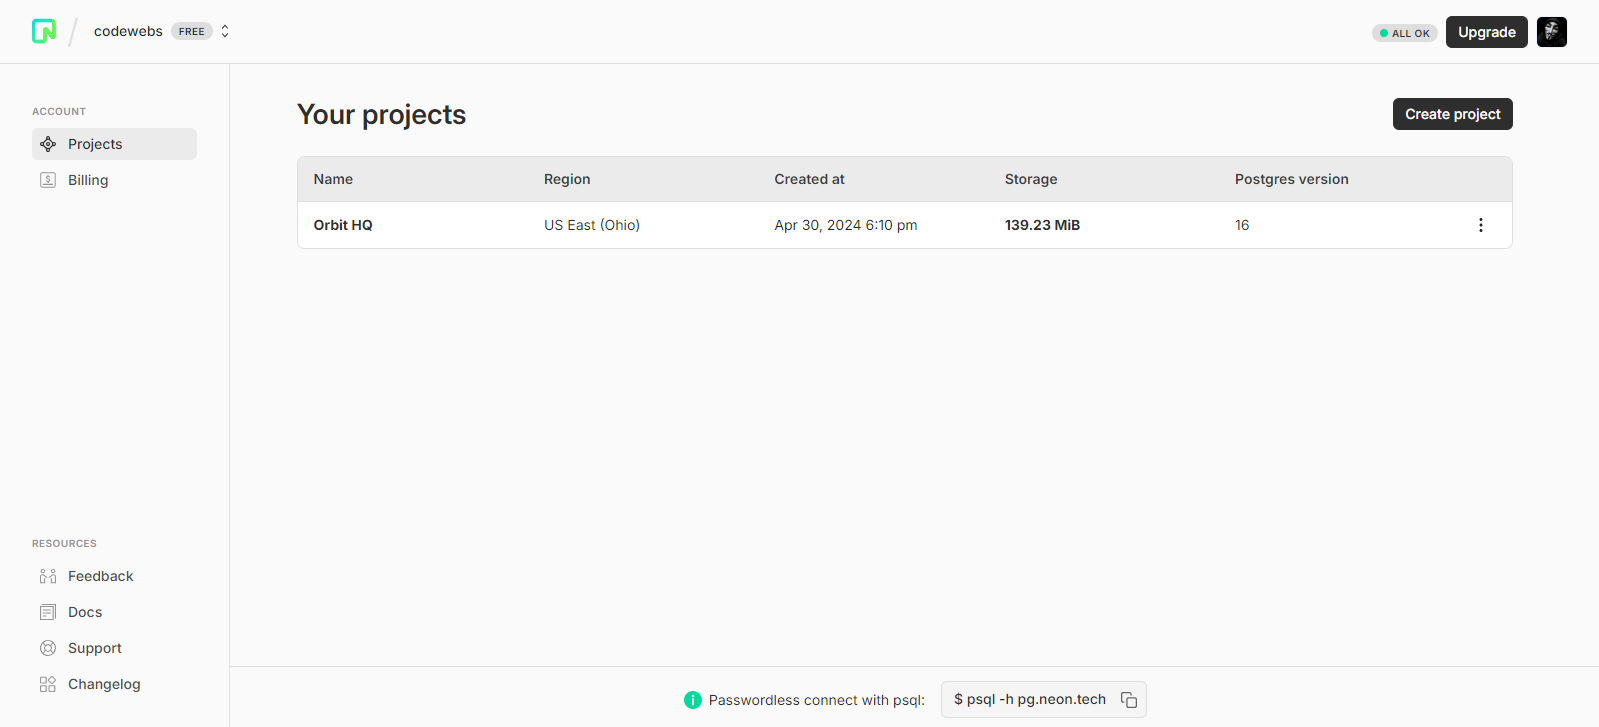 codewebs FREE
ALL OK
Upgrade
ACCOUNT
Projects
Billing
Your projects
Create project
Name Region Created at Storage Postgres version
Orbit HQ US East (Ohio) Apr 30, 2024 6:10 pm 139.23 MiB 16
RESOURCES
Feedback
Docs
Support
Changelog
Passwordless connect with psql: $ psql -h pg.neon.tech